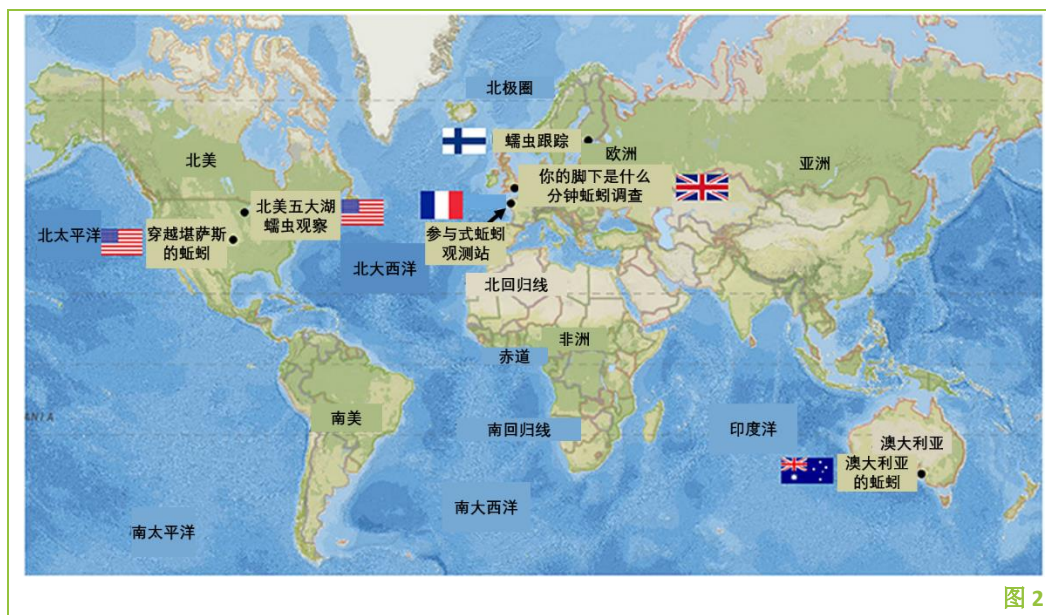 北极圈
蠕虫跟踪
欧洲
亚洲
北美
你的脚下是什么
分钟蚯蚓调查
北美五大湖
蠕虫观察
参与式蚯蚓
观测站
北太平洋
穿越堪萨斯
的蚯蚓
北大西洋
北回归线
非洲
赤道
ANIA
南美
南回归线
印度洋
澳大利亚
澳大利亚
的蚯蚓
南大西洋
南太平洋
图 2